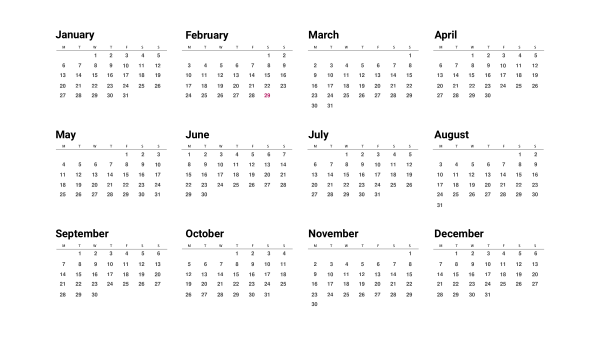 January
M T W T F S S
1 2 3 4 5
6 7 8 9 10 11 12
13 14 15 16 17 18 19
20 21 22 23 24 25 26
27 28 29 30 31
February
M T W T F S S
1 2
3 4 5 6 7 8 9
10 11 12 13 14 15 16
17 18 19 20 21 22 23
24 25 26 27 28 29
March
M T W T F S S
1
2 3 4 5 6 7 8
9 10 11 12 13 14 15
16 17 18 19 20 21 22
23 24 25 26 27 28 29
30 31
April
M T W T F S S
1 2 3 4 5
6 7 8 9 10 11 12
13 14 15 16 17 18 19
20 21 22 23 24 25 26
27 28 29 30
May
M T W T F S S
1 2 3
4 5 6 7 8 9 10
11 12 13 14 15 16 17
18 19 20 21 22 23 24
25 26 27 28 29 30 31
June
M T W T F S S
1 2 3 4 5 6 7
8 9 10 11 12 13 14
15 16 17 18 19 20 21
22 23 24 25 26 27 28
29 30
July
M T W T F S S
1 2 3 4 5
6 7 8 9 10 11 12
13 14 15 16 17 18 19
20 21 22 23 24 25 26
27 28 29 30 31
August
M T W T F S S
1 2
3 4 5 6 7 8 9
10 11 12 13 14 15 16
17 18 19 20 21 22 23
24 25 26 27 28 29 30
31
September
M T W T F S S
1 2 3 4 5 6
7 8 9 10 11 12 13
14 15 16 17 18 19 20
21 22 23 24 25 26 27
28 29 30
October
M T W T F S S
1 2 3 4
5 6 7 8 9 10 11
12 13 14 15 16 17 18
19 20 21 22 23 24 25
26 27 28 29 30 31
November
M T W T F S S
1
2 3 4 5 6 7 8
9 10 11 12 13 14 15
16 17 18 19 20 21 22
23 24 25 26 27 28 29
30
December
M T W T F S S
1 2 3 4 5 6
7 8 9 10 11 12 13
14 15 16 17 18 19 20
21 22 23 24 25 26 27
28 29 30 31